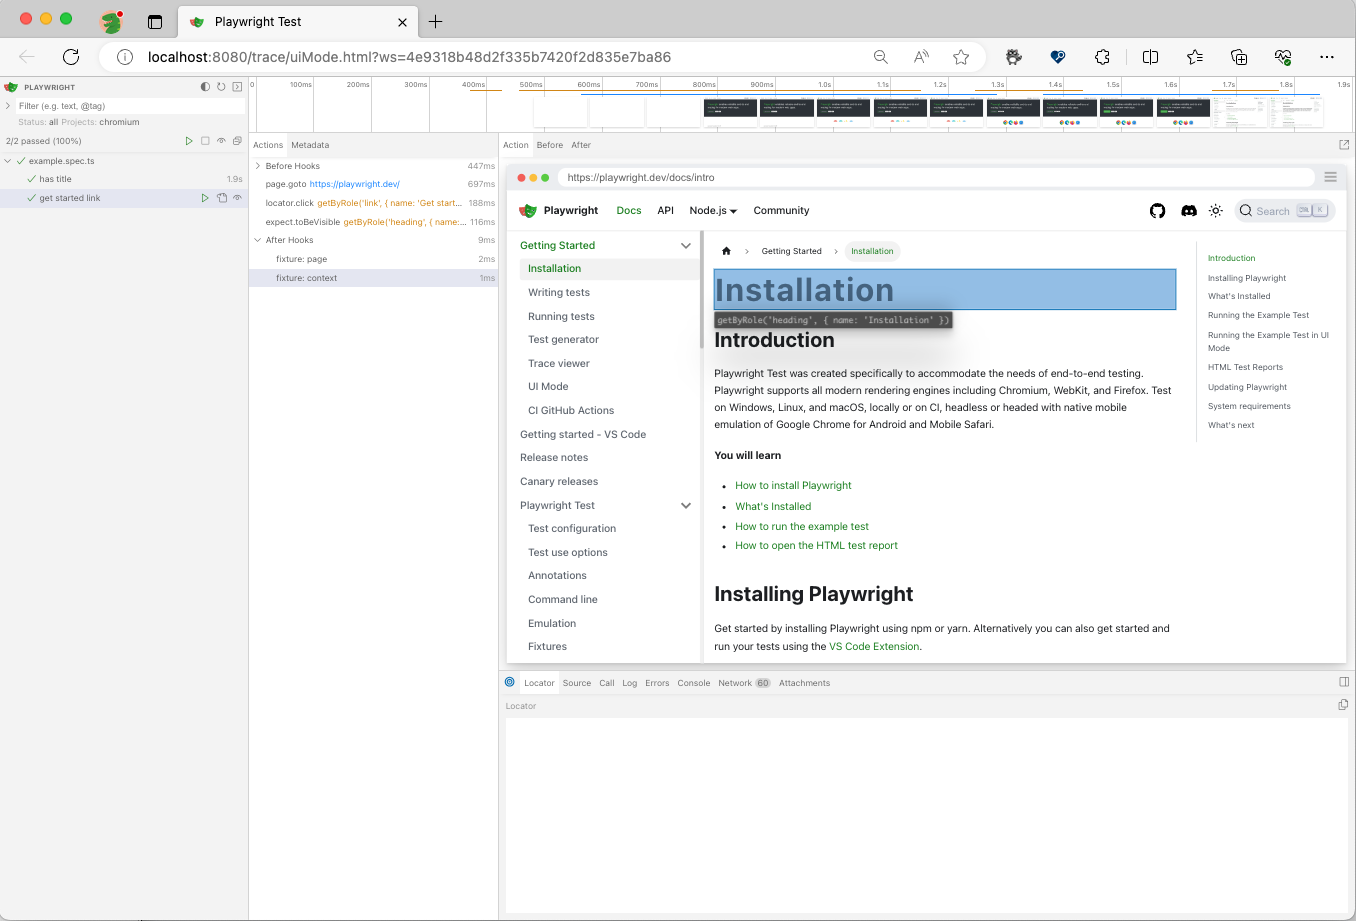 Playwright Test
localhost:8080/trace/uiMode.html?ws=4e9318b48d2f335b7420f2d835e7ba86
PLAYWRIGHT
Filter (e.g. text, @tag)
Status: all Projects: chromium
2/2 passed (100%)
example.spec.ts
has title 1.9s
get started link
0 100ms 200ms 300ms 400ms 500ms 600ms 700ms 800ms 900ms 1.0s 1.1s 1.2s 1.3s 1.4s 1.5s 1.6s 1.7s 1.8s 1.9s
Actions Metadata
Before Hooks 447ms
page.goto https://playwright.dev/ 697ms
locator.click getByRole('link', { name: 'Get start... 188ms
expect.toBeVisible getByRole('heading', { name:... 116ms
After Hooks 9ms
fixture: page 2ms
fixture: context 1ms
Action Before After
https://playwright.dev/docs/intro
Playwright Docs API Node.js Community Search K
Getting Started
Installation
Writing tests
Running tests
Test generator
Trace viewer
UI Mode
CI GitHub Actions
Getting started - VS Code
Release notes
Canary releases
Playwright Test
Test configuration
Test use options
Annotations
Command line
Emulation
Fixtures
Getting Started Installation
Installation
getByRole('heading', { name: 'Installation' })
Introduction
Playwright Test was created specifically to accommodate the needs of end-to-end testing.
Playwright supports all modern rendering engines including Chromium, WebKit, and Firefox. Test
on Windows, Linux, and macOS, locally or on CI, headless or headed with native mobile
emulation of Google Chrome for Android and Mobile Safari.
You will learn
How to install Playwright
What's Installed
How to run the example test
How to open the HTML test report
Installing Playwright
Get started by installing Playwright using npm or yarn. Alternatively you can also get started and
run your tests using the VS Code Extension.
Introduction
Installing Playwright
What's Installed
Running the Example Test
Running the Example Test in UI
Mode
HTML Test Reports
Updating Playwright
System requirements
What's next
Locator Source Call Log Errors Console Network 60 Attachments
Locator